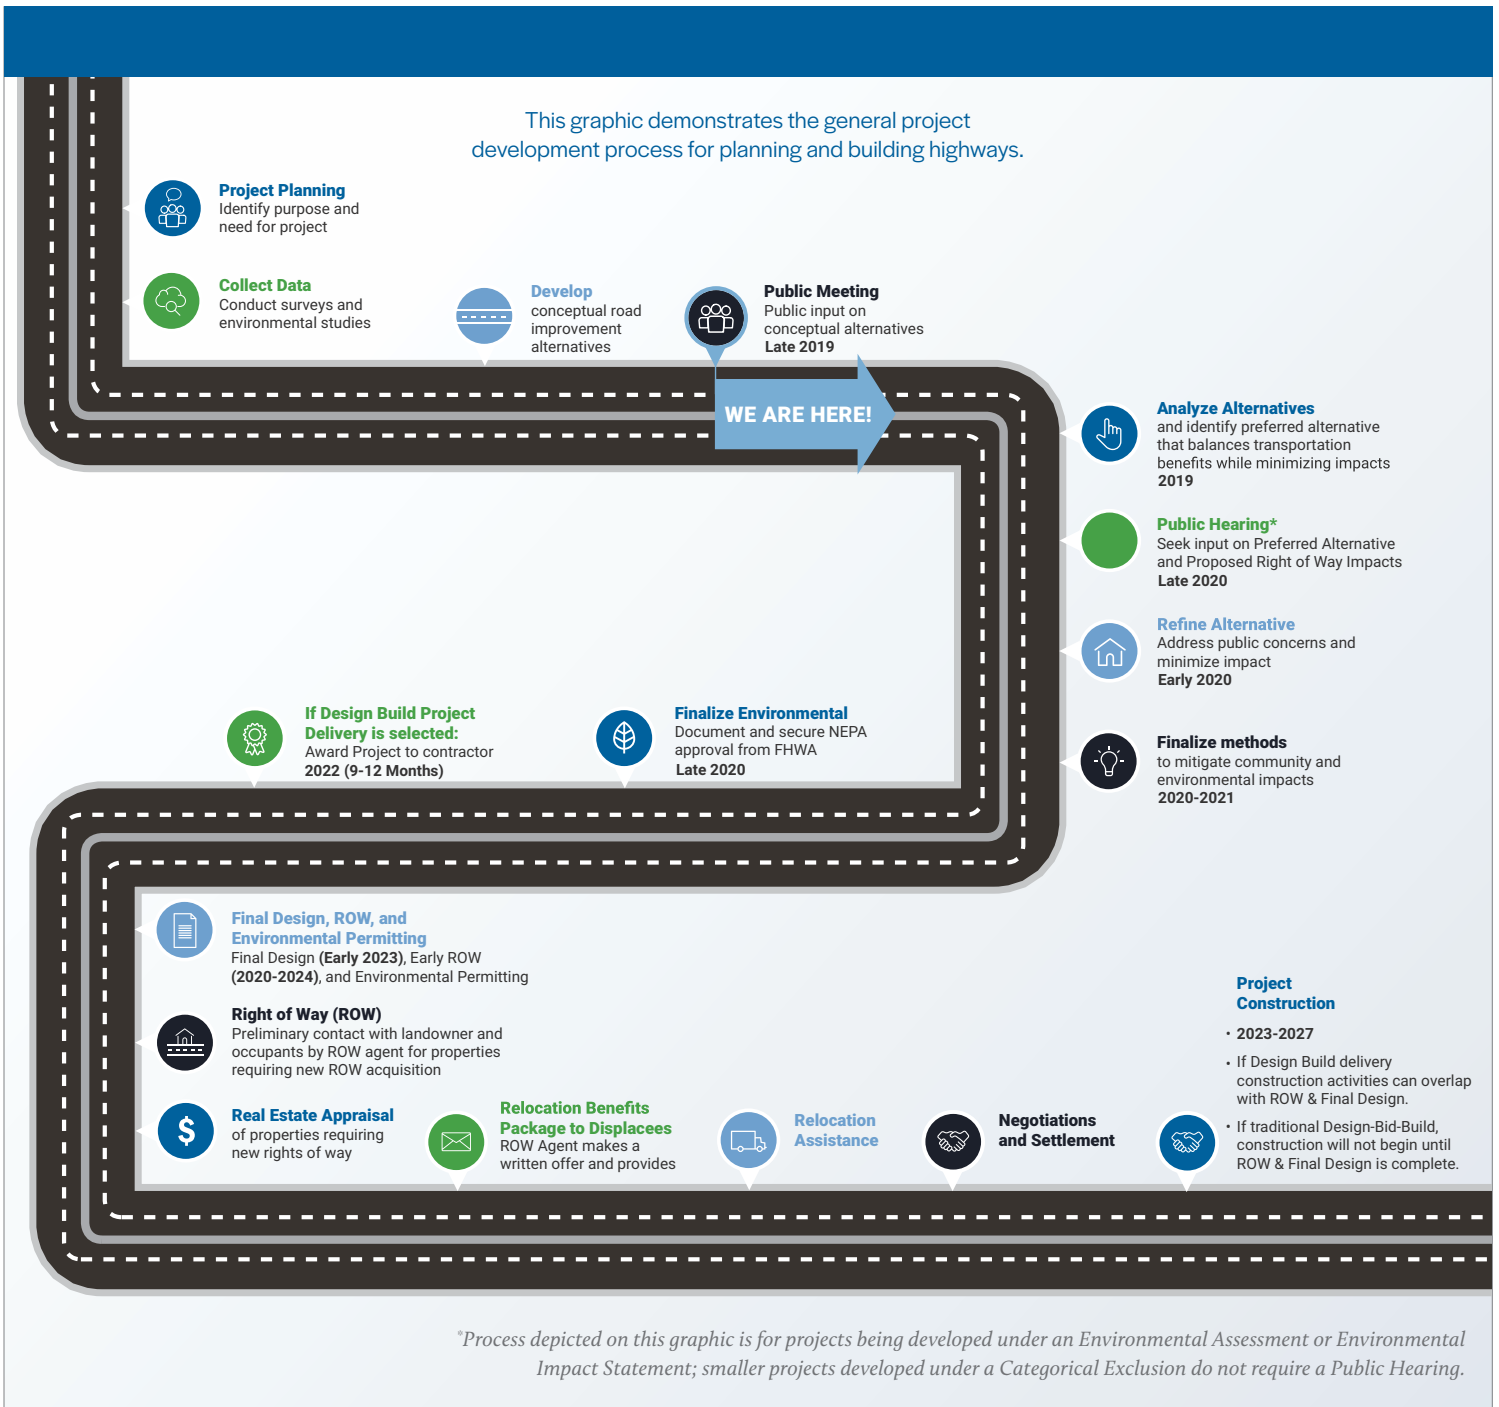 This graphic demonstrates the general project
development process for planning and building highways.
Project Planning
Identify purpose and
need for project
Collect Data
Conduct surveys and
environmental studies
Develop
conceptual road
improvement
alternatives
Public Meeting
Public input on
conceptual alternatives
Late 2019
WE ARE HERE!
Analyze Alternatives
and identify preferred alternative
that balances transportation
benefits while minimizing impacts
2019
Public Hearing*
Seek input on Preferred Alternative
and Proposed Right of Way Impacts
Late 2020
Refine Alternative
Address public concerns and
minimize impact
Early 2020
Finalize methods
to mitigate community and
environmental impacts
2020-2021
Finalize Environmental
Document and secure NEPA
approval from FHWA
Late 2020
If Design Build Project
Delivery is selected:
Award Project to contractor
2022 (9-12 Months)
Final Design, ROW, and
Environmental Permitting
Final Design (Early 2023), Early ROW
(2020-2024), and Environmental Permitting
Right of Way (ROW)
Preliminary contact with landowner and
occupants by ROW agent for properties
requiring new ROW acquisition
$
Real Estate Appraisal
of properties requiring
new rights of way
Relocation Benefits
Package to Displacees
ROW Agent makes a
written offer and provides
Relocation
Assistance
Negotiations
and Settlement
Project
Construction
• 2023-2027
• If Design Build delivery
construction activities can overlap
with ROW & Final Design.
• If traditional Design-Bid-Build,
construction will not begin until
ROW & Final Design is complete.
*Process depicted on this graphic is for projects being developed under an Environmental Assessment or Environmental
Impact Statement; smaller projects developed under a Categorical Exclusion do not require a Public Hearing.